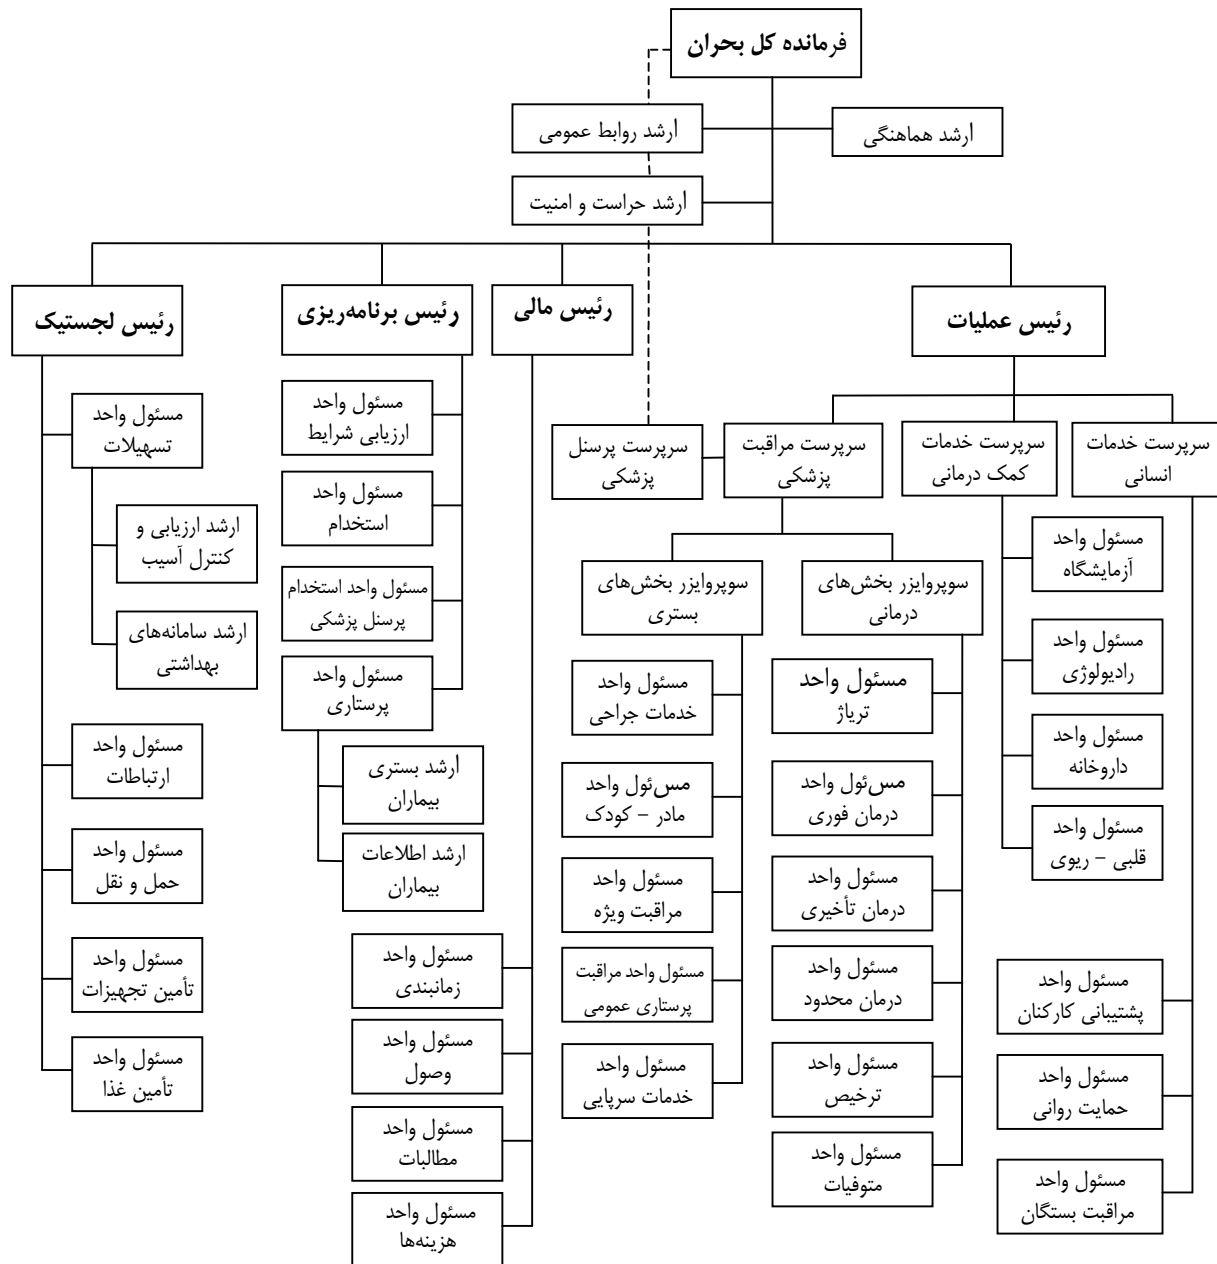 فرمانده کل بحران
ارشد هماهنگی
ارشد روابط عمومی
ارشد حراست و امنیت
رئیس عملیات
رئیس مالی
رئیس برنامه‌ریزی
رئیس لجستیک
سرپرست خدمات
انسانی
سرپرست خدمات
کمک درمانی
سرپرست مراقبت
پزشکی
سرپرست پرسنل
پزشکی
مسئول واحد
پشتیبانی کارکنان
مسئول واحد
حمایت روانی
مسئول واحد
مراقبت بستگان
مسئول واحد
آزمایشگاه
مسئول واحد
رادیولوژی
مسئول واحد
داروخانه
مسئول واحد
قلبی – ریوی
سوپروایزر بخش‌های
درمانی
مسئول واحد
تریاژ
مس‌ئول واحد
درمان فوری
مسئول واحد
درمان تأخیری
مسئول واحد
درمان محدود
مسئول واحد
ترخیص
مسئول واحد
متوفیات
سوپروایزر بخش‌های
بستری
مسئول واحد
خدمات جراحی
مس‌ئول واحد
مادر – کودک
مسئول واحد
مراقبت ویژه
مسئول واحد مراقبت
پرستاری عمومی
مسئول واحد
خدمات سرپایی
مسئول واحد
زمانبندی
مسئول واحد
وصول
مسئول واحد
مطالبات
مسئول واحد
هزینه‌ها
مسئول واحد
ارزیابی شرایط
مسئول واحد
استخدام
مسئول واحد استخدام
پرسنل پزشکی
مسئول واحد
پرستاری
ارشد بستری
بیماران
ارشد اطلاعات
بیماران
مسئول واحد
تسهیلات
ارشد ارزیابی و
کنترل آسیب
ارشد سامانه‌های
بهداشتی
مسئول واحد
ارتباطات
مسئول واحد
حمل و نقل
مسئول واحد
تأمین تجهیزات
مسئول واحد
تأمین غذا